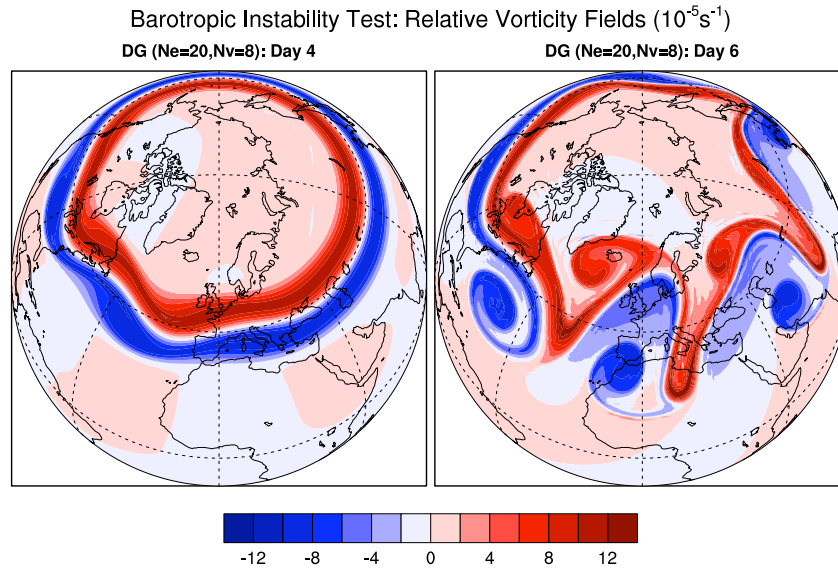 Barotropic Instability Test: Relative Vorticity Fields (10⁻⁵s⁻¹)
DG (Ne=20,Nv=8): Day 4 DG (Ne=20,Nv=8): Day 6
-12 -8 -4 0 4 8 12